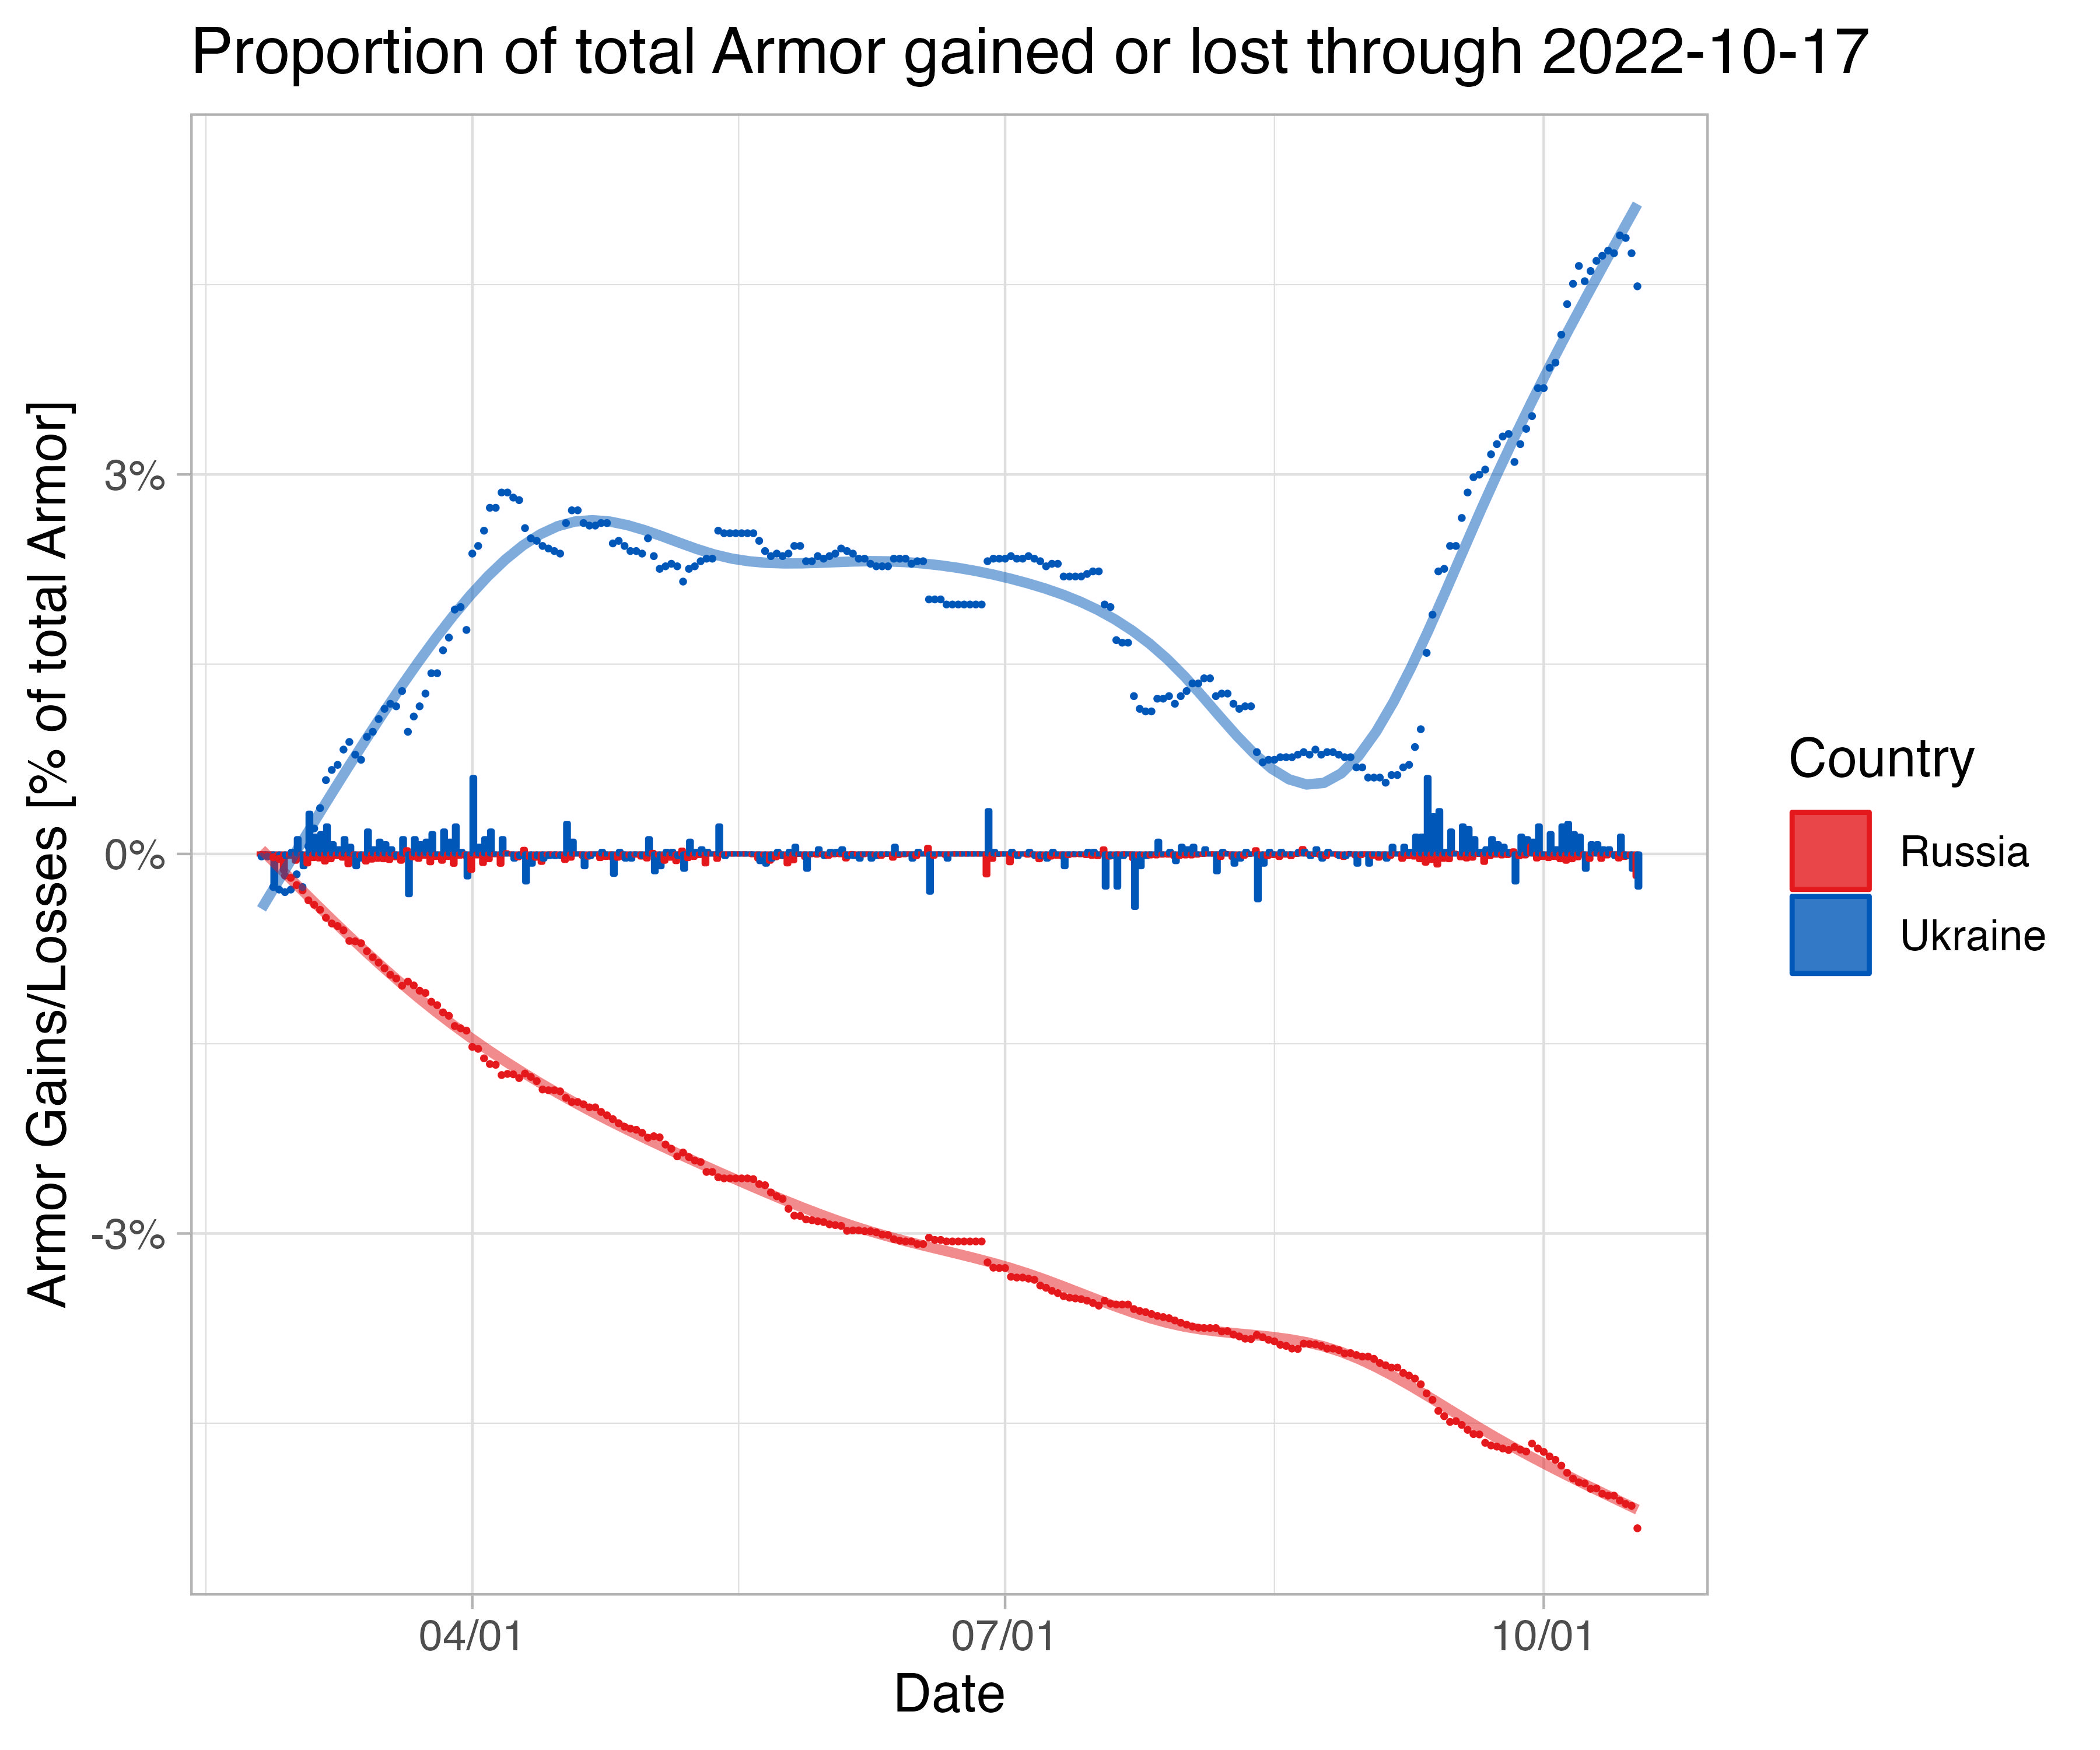 Proportion of total Armor gained or lost through 2022-10-17
Armor Gains/Losses [% of total Armor]
3%
0%
-3%
04/01
07/01
10/01
Date
Country
Russia
Ukraine